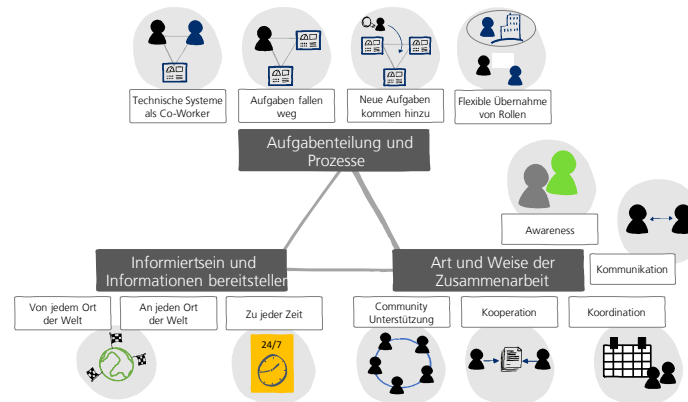 Technische Systeme
als Co-Worker
Aufgaben fallen
weg
Neue Aufgaben
kommen hinzu
Flexible Übernahme
von Rollen
Aufgabenteilung und
Prozesse
Awareness
Kommunikation
Informiertsein und
Informationen bereitstellen
Art und Weise der
Zusammenarbeit
Von jedem Ort
der Welt
An jeden Ort
der Welt
Zu jeder Zeit
Community
Unterstützung
Kooperation
Koordination
24/7